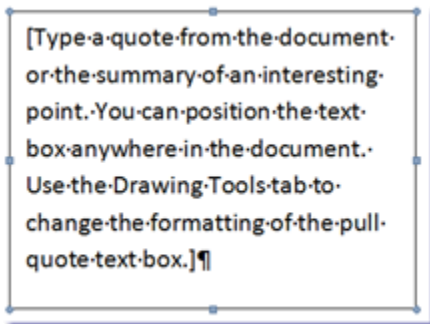 [Type·a·quote·from·the·document·
or·the·summary·of·an·interesting·
point.·You·can·position·the·text·
box·anywhere·in·the·document.·
Use·the·Drawing·Tools·tab·to·
change·the·formatting·of·the·pull·
quote·text·box.]¶